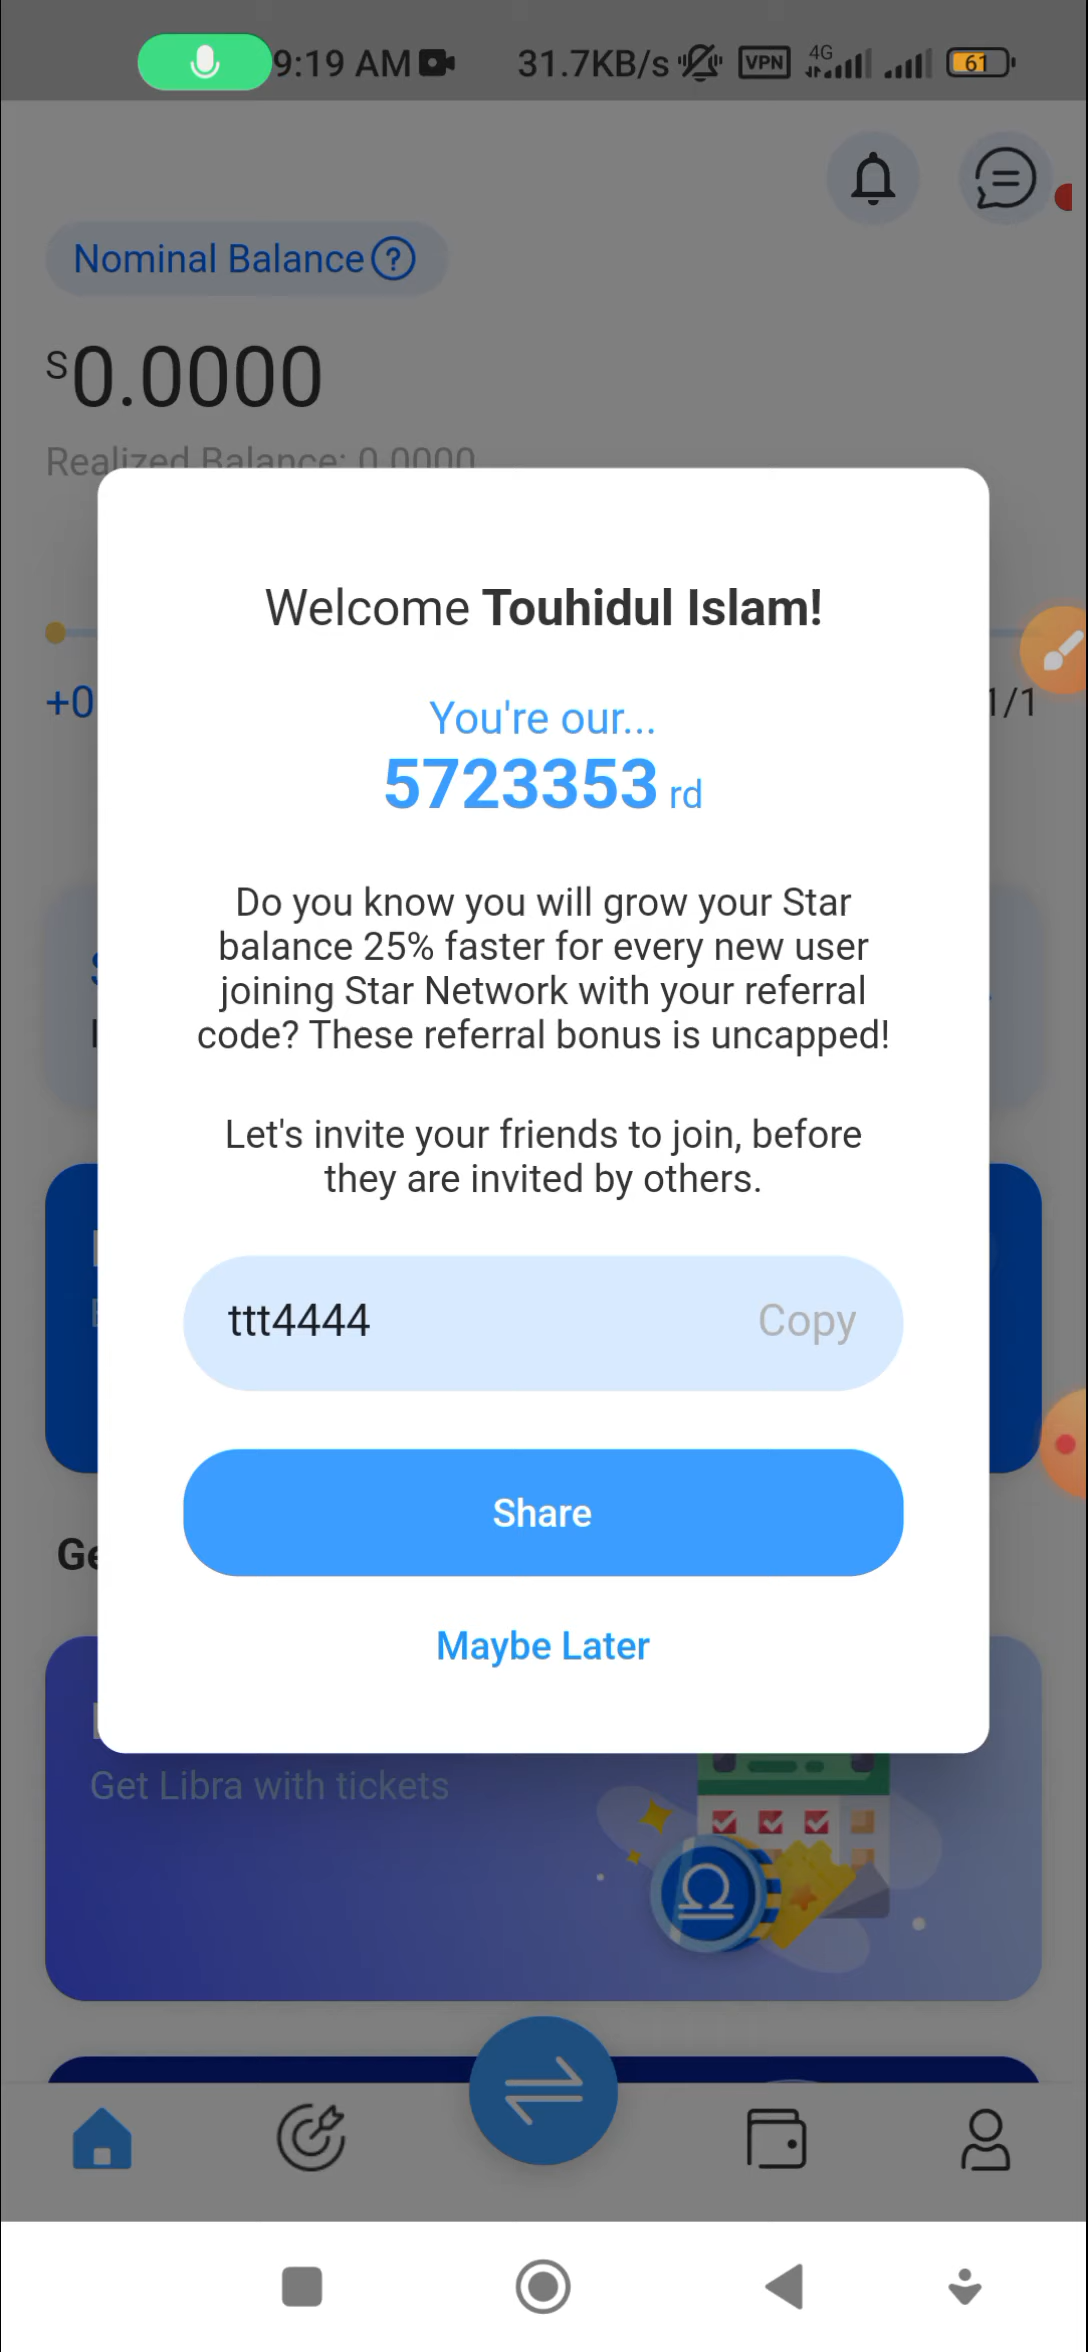 9:19 AM 31.7KB/s VPN 4G 61
Nominal Balance ?
S0.0000
Realized Balance: 0.0000
Welcome Touhidul Islam!
You're our...
+0
1/1
5723353 rd
Do you know you will grow your Star
balance 25% faster for every new user
joining Star Network with your referral
code? These referral bonus is uncapped!
Let's invite your friends to join, before
they are invited by others.
ttt4444 Copy
Share
Maybe Later
Get Libra with tickets